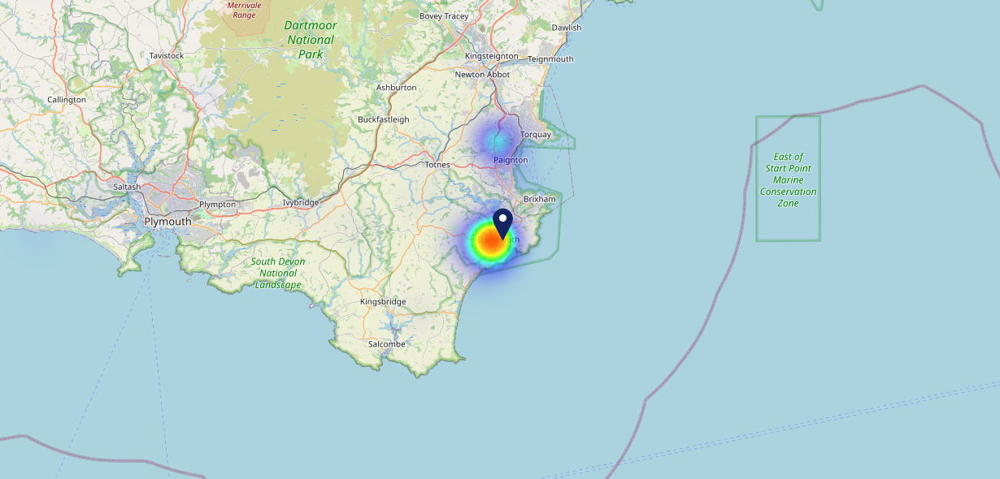 Merrivale
Range
Bovey Tracey
Dartmoor
National
Park
Dawlish
Tavistock
Kingsteignton
Teignmouth
Newton Abbot
Ashburton
Callington
Buckfastleigh
Torquay
Paignton
Totnes
East of
Start Point
Marine
Conservation
Zone
Saltash
Plympton
Ivybridge
Brixham
Plymouth
Dartmouth
South Devon
National
Landscape
Kingsbridge
Salcombe